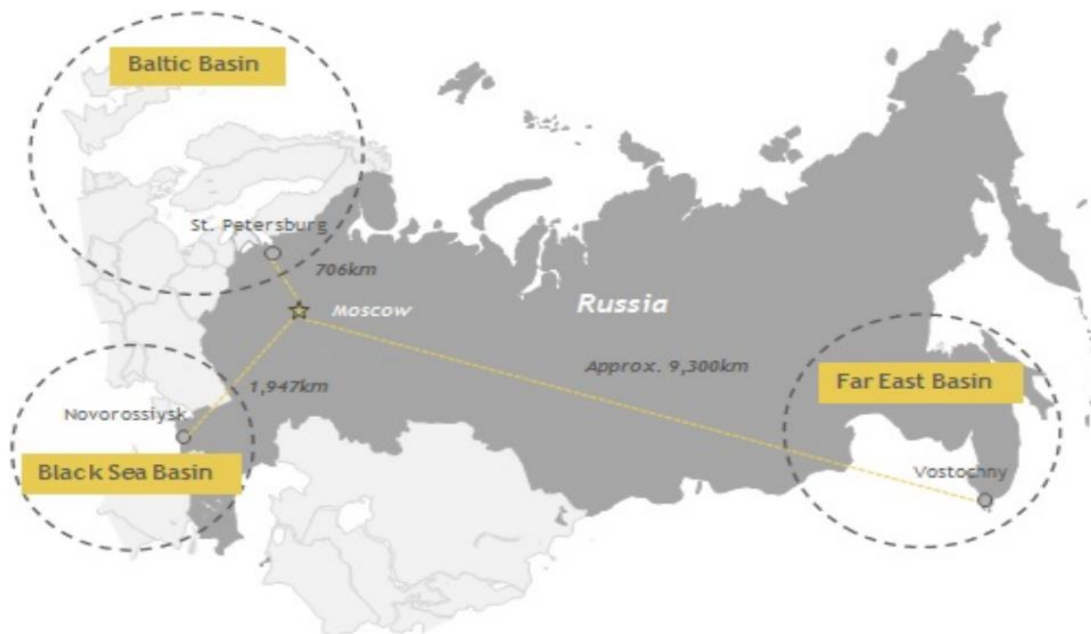 Baltic Basin
St. Petersburg
706km
Moscow
Russia
Approx. 9,300km
Far East Basin
1,947km
Novorossiysk
Black Sea Basin
Vostochny